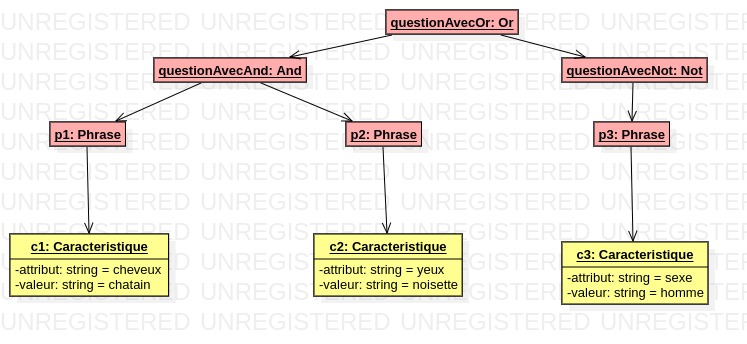 UNREGISTERED UNREGISTERED UNREGISTERED UNREGISTERED
questionAvecOr: Or
questionAvecAnd: And
questionAvecNot: Not
p1: Phrase
p2: Phrase
p3: Phrase
c1: Caracteristique
-attribut: string = cheveux
-valeur: string = chatain
c2: Caracteristique
-attribut: string = yeux
-valeur: string = noisette
c3: Caracteristique
-attribut: string = sexe
-valeur: string = homme